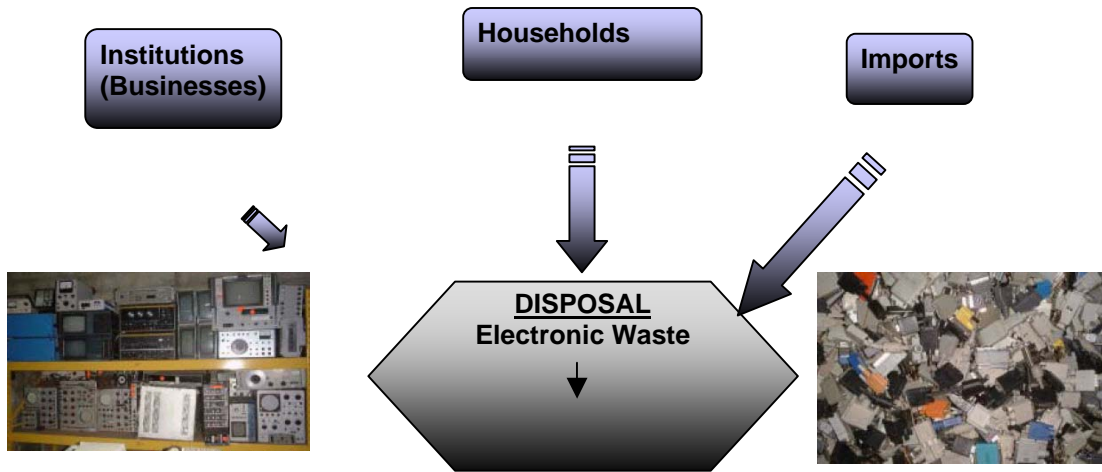 Institutions
(Businesses)
Households
Imports
DISPOSAL
Electronic Waste